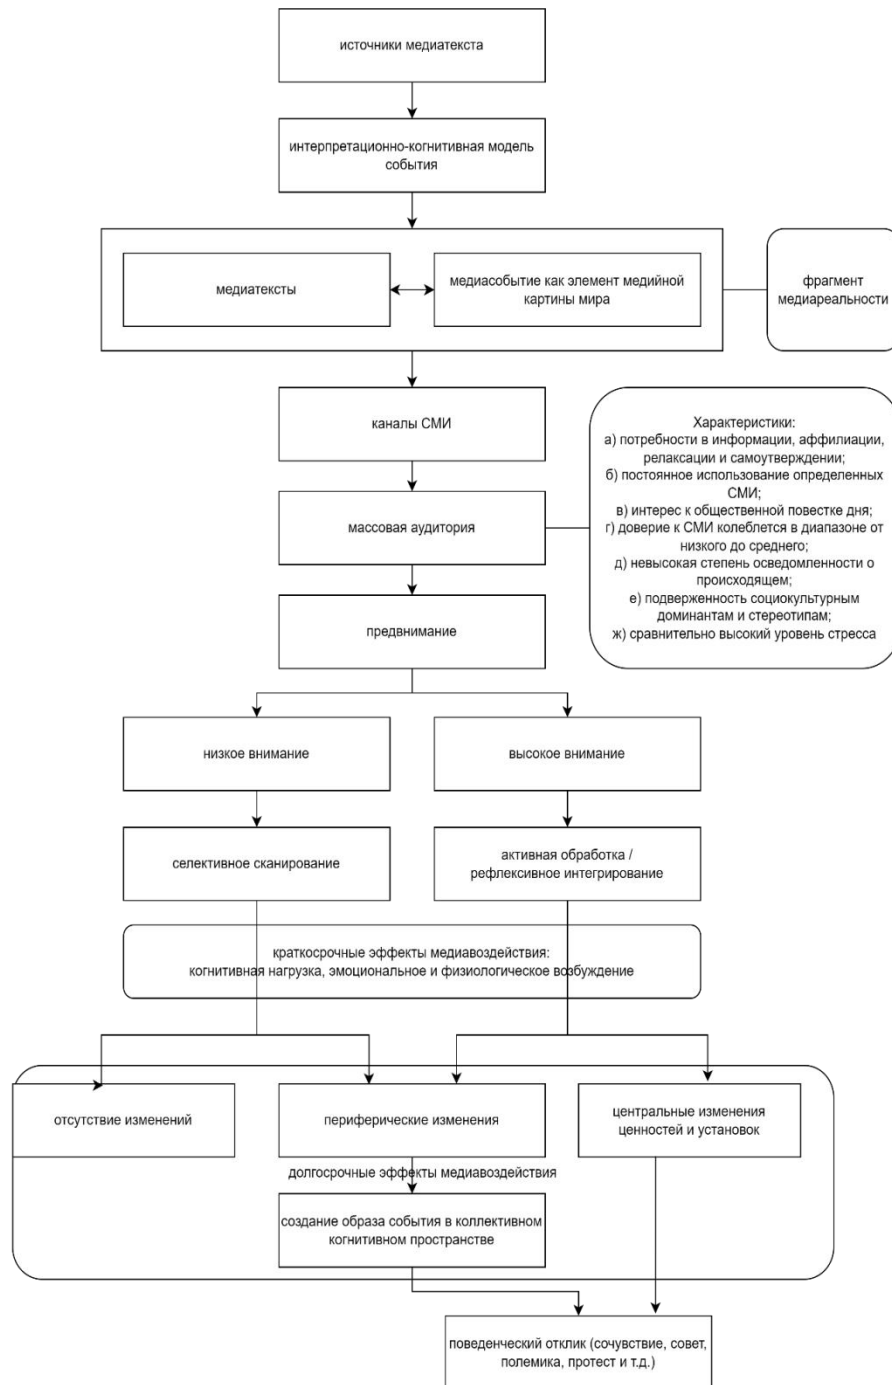 источники медиатекста
интерпретационно-когнитивная модель
события
медиатексты
медиасобытие как элемент медийной
картины мира
фрагмент
медиареальности
каналы СМИ
массовая аудитория
Характеристики:
а) потребности в информации, аффилиации,
релаксации и самоутверждении;
б) постоянное использование определенных
СМИ;
в) интерес к общественной повестке дня;
г) доверие к СМИ колеблется в диапазоне от
низкого до среднего;
д) невысокая степень осведомленности о
происходящем;
е) подверженность социокультурным
доминантам и стереотипам;
ж) сравнительно высокий уровень стресса
предвнимание
низкое внимание
высокое внимание
селективное сканирование
активная обработка /
рефлексивное интегрирование
краткосрочные эффекты медиавоздействия:
когнитивная нагрузка, эмоциональное и физиологическое возбуждение
отсутствие изменений
периферические изменения
центральные изменения
ценностей и установок
долгосрочные эффекты медиавоздействия
создание образа события в коллективном
когнитивном пространстве
поведенческий отклик (сочувствие, совет,
полемика, протест и т.д.)